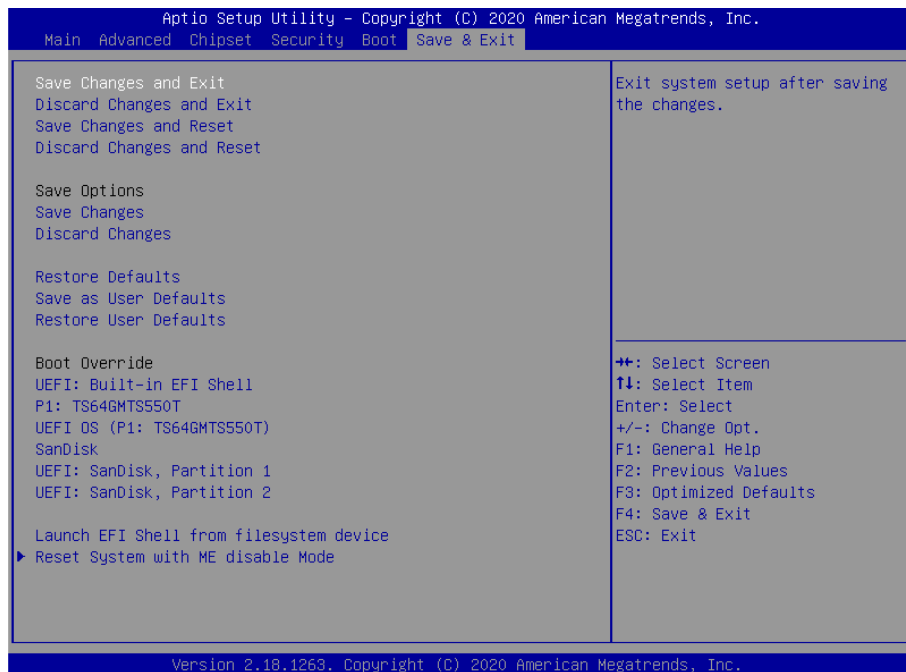 Aptio Setup Utility – Copyright (C) 2020 American Megatrends, Inc.
Main Advanced Chipset Security Boot Save & Exit
Save Changes and Exit
Discard Changes and Exit
Save Changes and Reset
Discard Changes and Reset
Save Options
Save Changes
Discard Changes
Restore Defaults
Save as User Defaults
Restore User Defaults
Boot Override
UEFI: Built-in EFI Shell
P1: TS64GMTS550T
UEFI OS (P1: TS64GMTS550T)
SanDisk
UEFI: SanDisk, Partition 1
UEFI: SanDisk, Partition 2
Launch EFI Shell from filesystem device
Reset System with ME disable Mode
Exit system setup after saving
the changes.
→←: Select Screen
↑↓: Select Item
Enter: Select
+/-: Change Opt.
F1: General Help
F2: Previous Values
F3: Optimized Defaults
F4: Save & Exit
ESC: Exit
Version 2.18.1263. Copyright (C) 2020 American Megatrends, Inc.